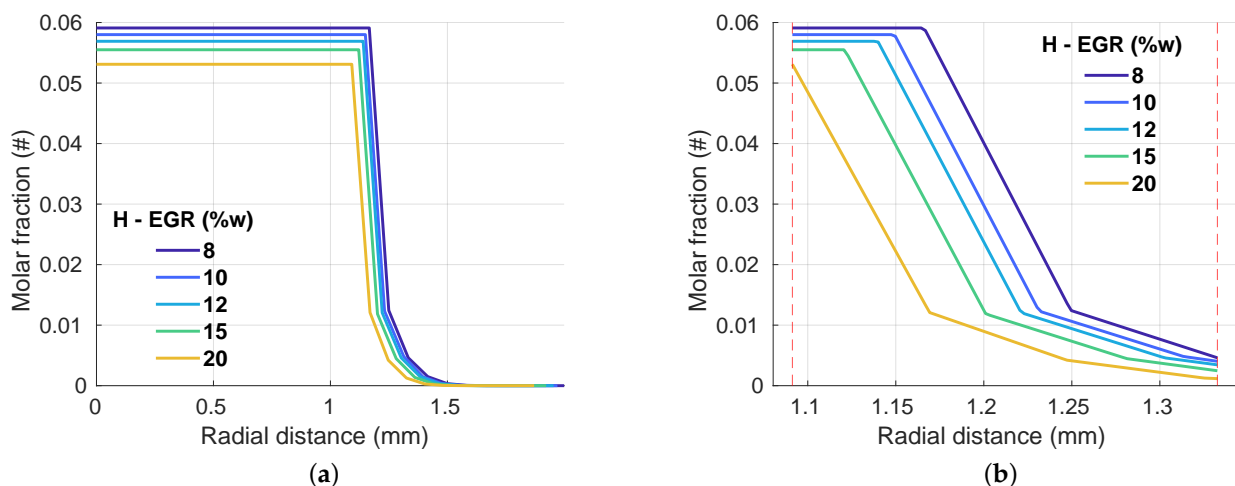 0.06
0.05
0.04
0.03
0.02
0.01
0
Molar fraction (#)
H - EGR (%w)
8
10
12
15
20
0 0.5 1 1.5
Radial distance (mm)
(a)
0.06
0.05
0.04
0.03
0.02
0.01
0
Molar fraction (#)
H - EGR (%w)
8
10
12
15
20
1.1 1.15 1.2 1.25 1.3
Radial distance (mm)
(b)